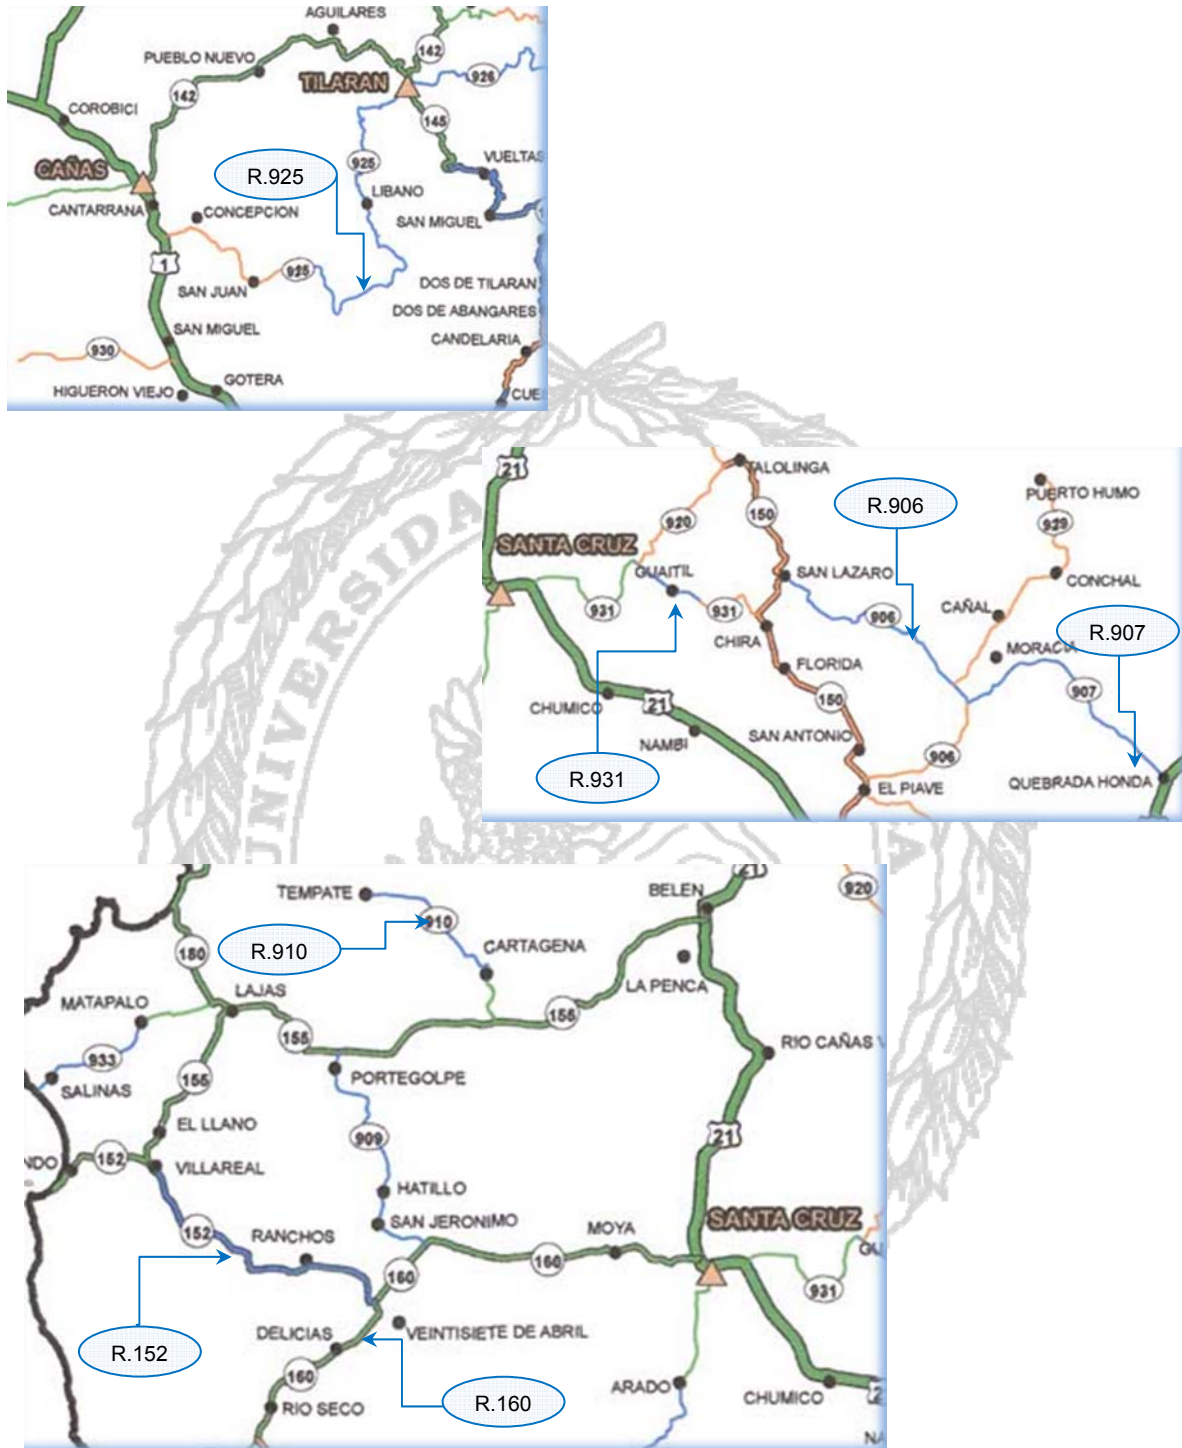 AGUILARES
PUEBLO NUEVO
142
TILARAN
926
142
COROBICI
145
CAÑAS
R.925
925
VUELTAS
LIBANO
CANTARRANA
CONCEPCION
SAN MIGUEL
1
925
SAN JUAN
DOS DE TILARAN
DOS DE ABANGARES
SAN MIGUEL
CANDELARIA
930
HIGUERON VIEJO
GOTERA
CUE
UNIVERSIDA
21
TALOLINGA
PUERTO HUMO
R.906
920
150
929
SANTA CRUZ
GUAITIL
SAN LAZARO
CONCHAL
931
931
906
CAÑAL
R.907
CHIRA
MORACIA
FLORIDA
907
CHUMICO
21
150
NAMBI
SAN ANTONIO
906
R.931
EL PIAVE
QUEBRADA HONDA
A
TEMPATE
BELEN
21
920
910
R.910
180
CARTAGENA
LA PENCA
MATAPALO
LAJAS
155
155
RIO CAÑAS V
933
SALINAS
155
PORTEGOLPE
EL LLANO
909
21
NDO
152
VILLAREAL
HATILLO
SAN JERONIMO
SANTA CRUZ
152
RANCHOS
MOYA
GU
160
160
931
R.152
DELICIAS
VEINTISIETE DE ABRIL
160
R.160
ARADO
CHUMICO
2
RIO SECO
NA